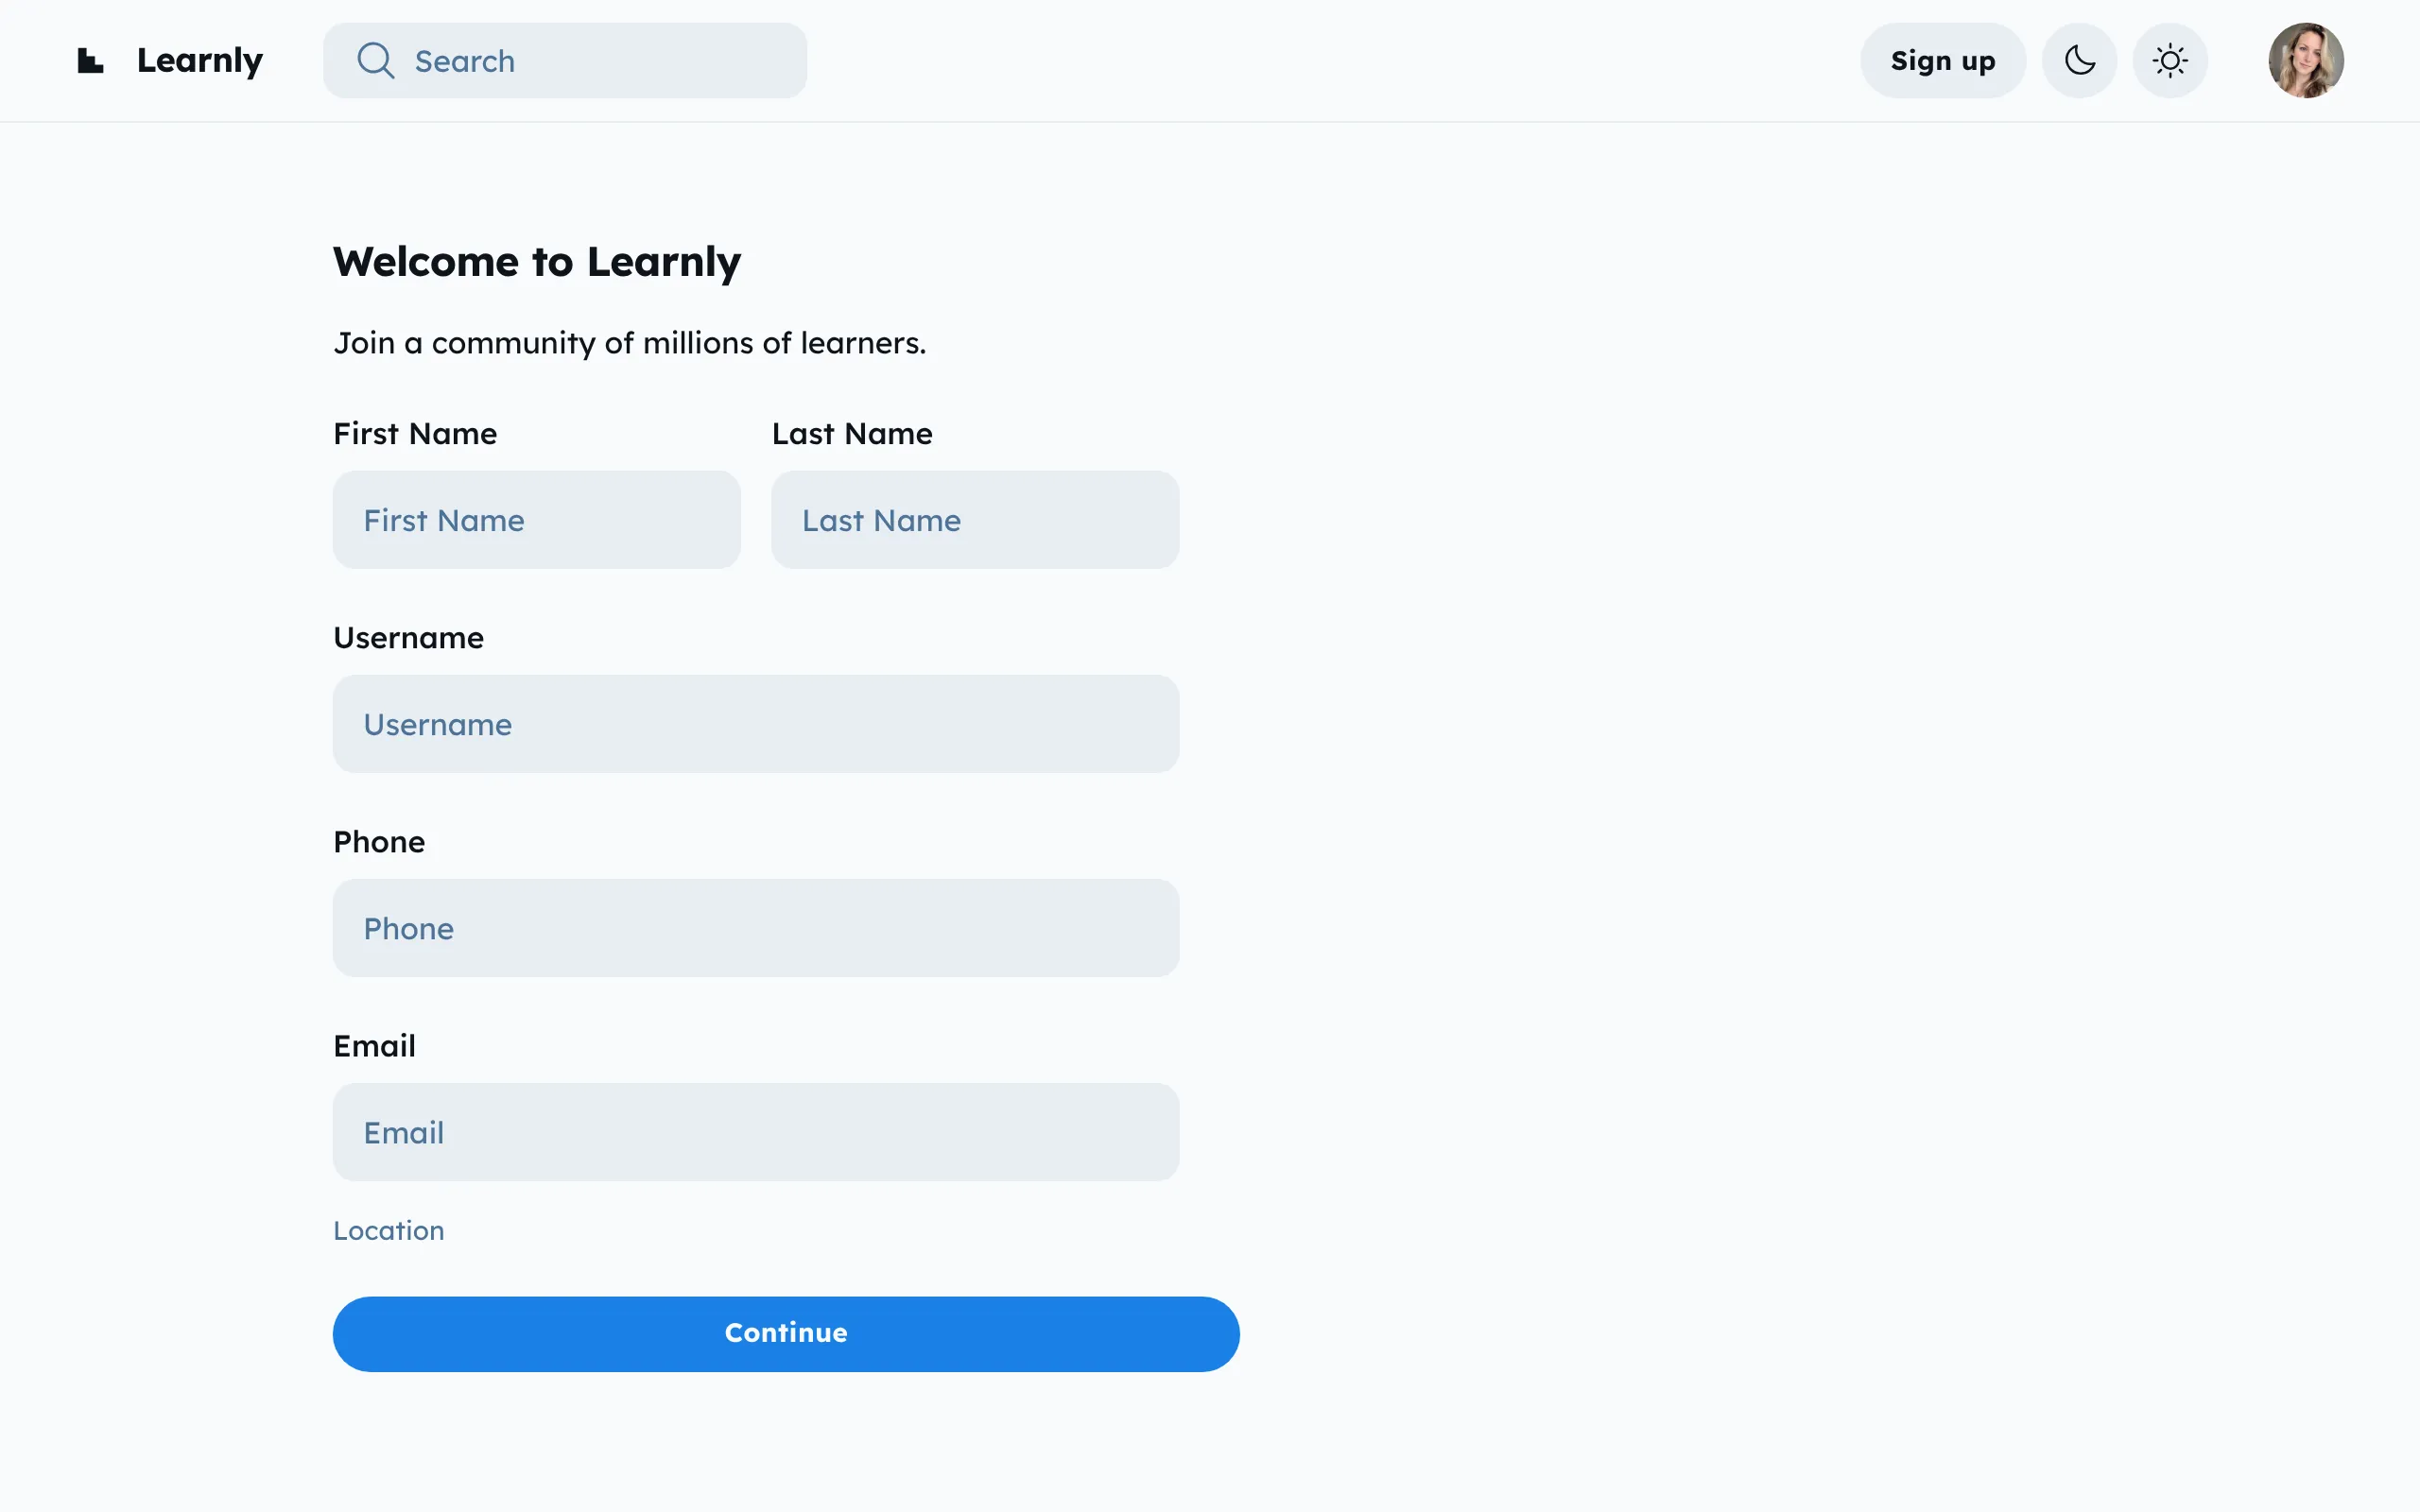 Learnly
Search
Sign up
Welcome to Learnly
Join a community of millions of learners.
First Name
Last Name
First Name
Last Name
Username
Username
Phone
Phone
Email
Email
Location
Continue